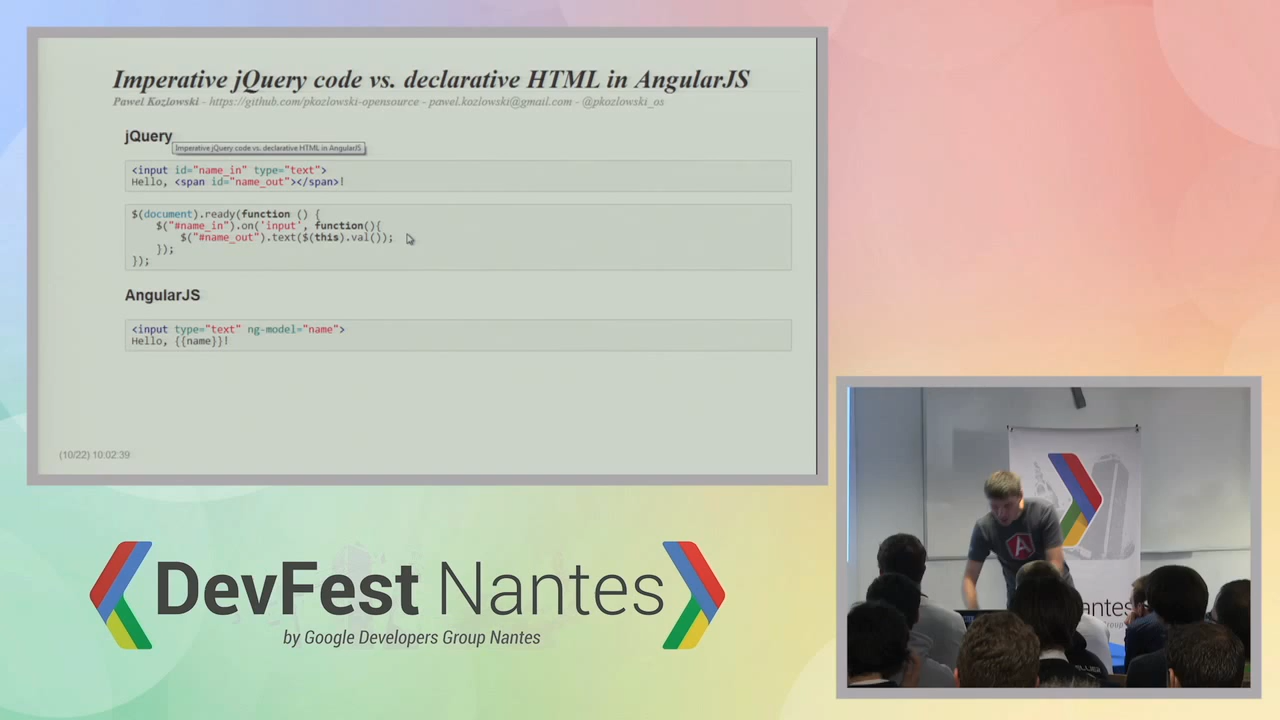 Imperative jQuery code vs. declarative HTML in AngularJS
Pawel Kozlowski - https://github.com/pkozlowski-opensource - pawel.kozlowski@gmail.com - @pkozlowski_os
jQuery
Imperative jQuery code vs. declarative HTML in AngularJS
<input id="name_in" type="text">
Hello, <span id="name_out"></span>!
$(document).ready(function () {
$("#name_in").on('input', function(){
$("#name_out").text($(this).val());
});
});
AngularJS
<input type="text" ng-model="name">
Hello, {{name}}!
(10/22) 10:02:39
DevFest Nantes
by Google Developers Group Nantes
A
antes